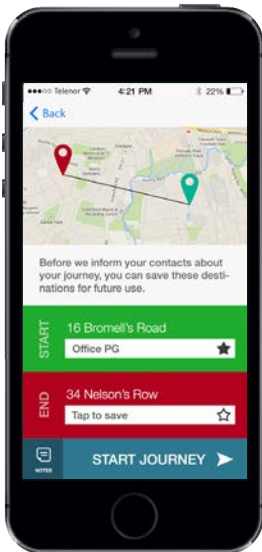 Telenor 4:21 PM 22%
Back
Before we inform your contacts about
your journey, you can save these desti-
nations for future use.
START
16 Bromell's Road
Office PG
END
34 Nelson's Row
Tap to save
NOTES
START JOURNEY